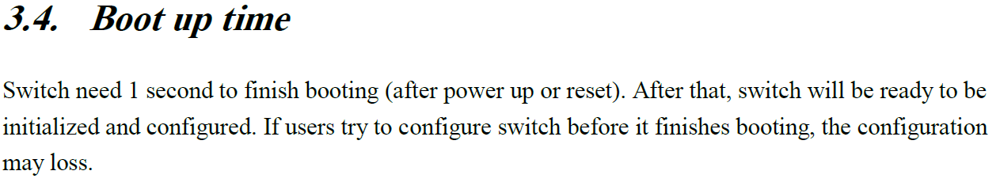 3.4. Boot up time
Switch need 1 second to finish booting (after power up or reset). After that, switch will be ready to be
initialized and configured. If users try to configure switch before it finishes booting, the configuration
may loss.